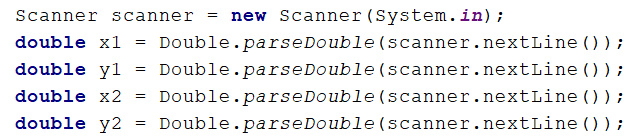 Scanner scanner = new Scanner(System.in);
double x1 = Double.parseDouble(scanner.nextLine());
double y1 = Double.parseDouble(scanner.nextLine());
double x2 = Double.parseDouble(scanner.nextLine());
double y2 = Double.parseDouble(scanner.nextLine());